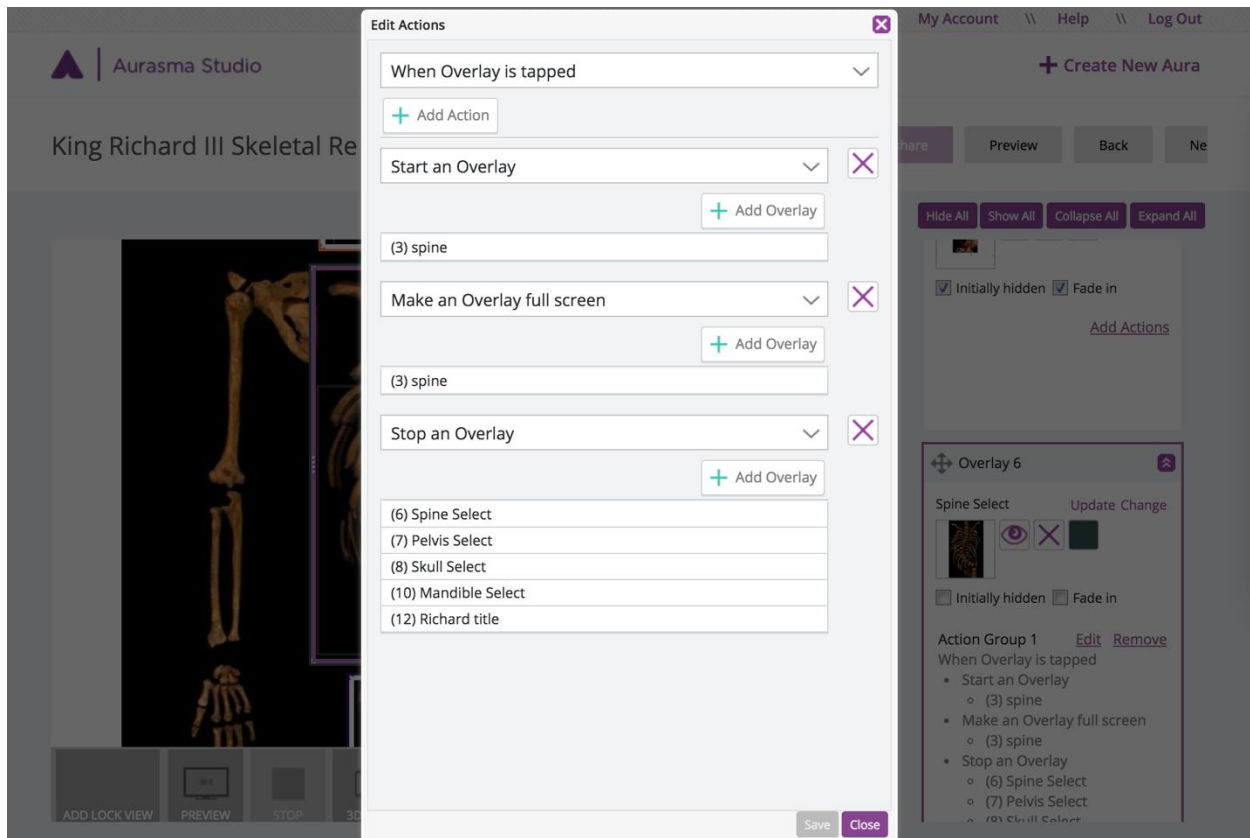 My Account \\ Help \\ Log Out
Aurasma Studio
Create New Aura
King Richard III Skeletal Re
hare
Preview
Back
Ne
Hide All
Show All
Collapse All
Expand All
Edit Actions
When Overlay is tapped
Add Action
Start an Overlay
Add Overlay
(3) spine
Make an Overlay full screen
Add Overlay
(3) spine
Stop an Overlay
Add Overlay
(6) Spine Select
(7) Pelvis Select
(8) Skull Select
(10) Mandible Select
(12) Richard title
Save
Close
Initially hidden
Fade in
Add Actions
Overlay 6
Spine Select
Update Change
Initially hidden
Fade in
Action Group 1 Edit Remove
When Overlay is tapped
• Start an Overlay
(3) spine
• Make an Overlay full screen
(3) spine
• Stop an Overlay
(6) Spine Select
(7) Pelvis Select
(8) Skull Select
ADD LOCK VIEW
PREVIEW
STOP
3D